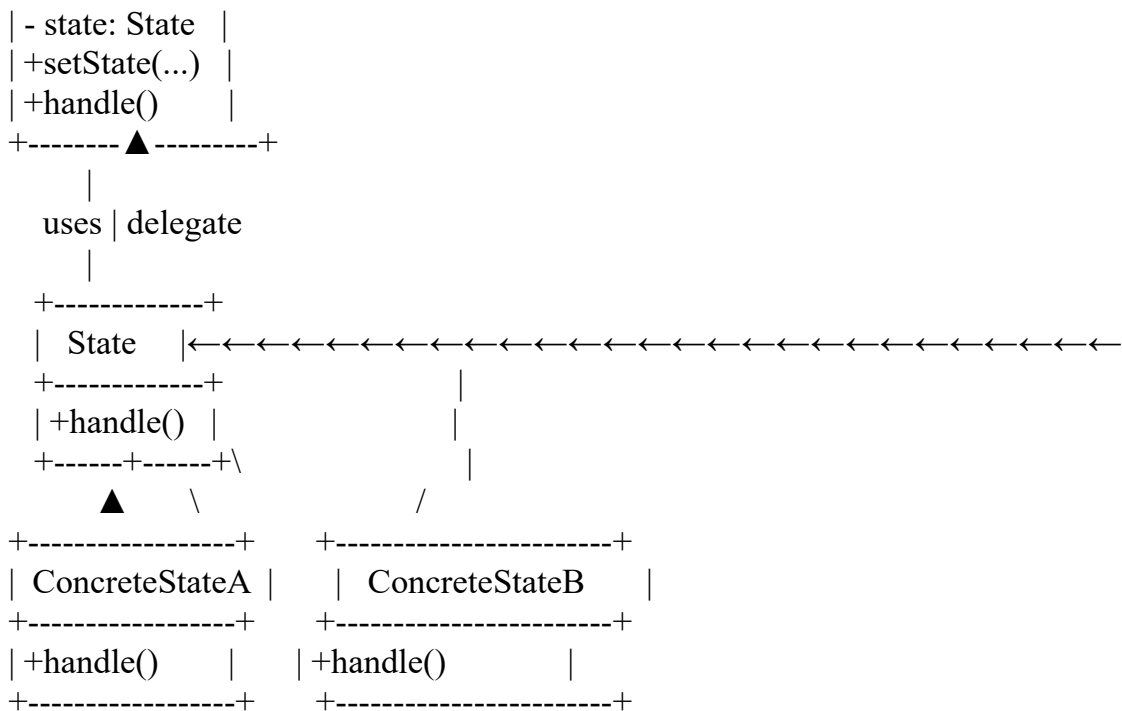 | - state: State   |
| +setState(...)   |
| +handle()        |
+-------- ▲ ---------+
         |
    uses | delegate
         |
   +-------------+
   |   State     |←←←←←←←←←←←←←←←←←←←←←←←←←←←
   +-------------+                           |
   | +handle()   |                           |
   +------+------+\                          |
          ▲       \                       /
+------------------+       +------------------------+
|  ConcreteStateA  |       |   ConcreteStateB       |
+------------------+       +------------------------+
| +handle()        |       | +handle()              |
+------------------+       +------------------------+